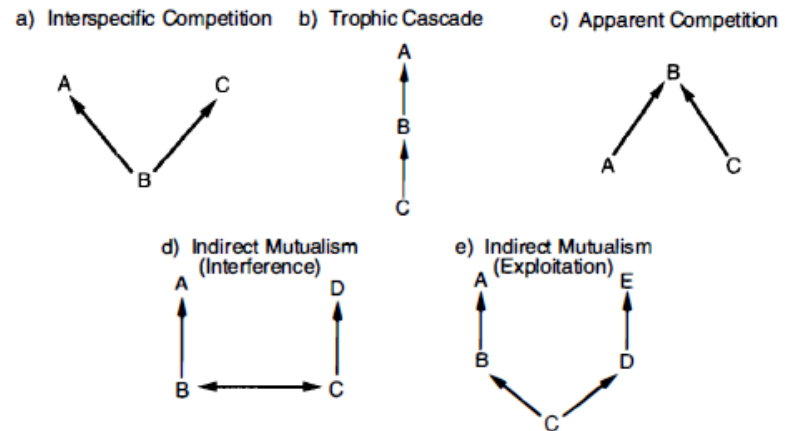 a) Interspecific Competition
b) Trophic Cascade
c) Apparent Competition
A
C
B
A
B
C
B
A
C
d) Indirect Mutualism
(Interference)
A
D
B
C
e) Indirect Mutualism
(Exploitation)
A
E
B
D
C